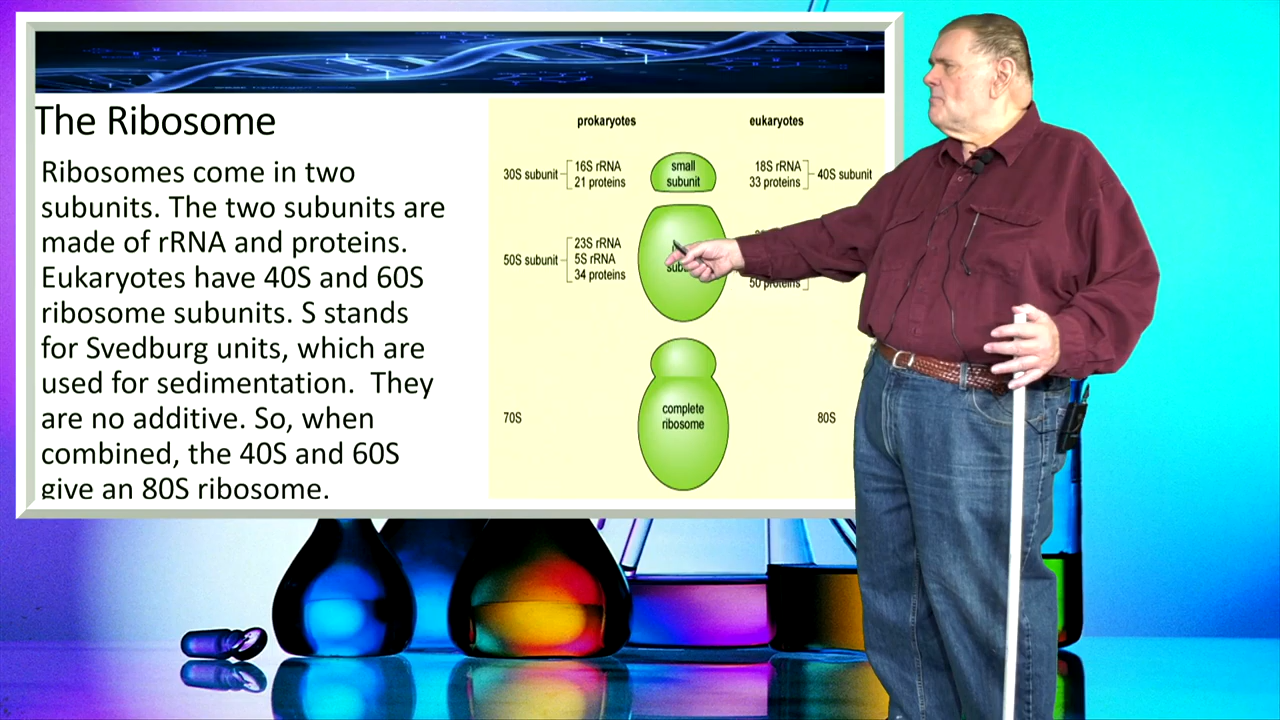 The Ribosome
Ribosomes come in two
subunits. The two subunits are
made of rRNA and proteins.
Eukaryotes have 40S and 60S
ribosome subunits. S stands
for Svedburg units, which are
used for sedimentation. They
are no additive. So, when
combined, the 40S and 60S
give an 80S ribosome.
prokaryotes
eukaryotes
30S subunit
16S rRNA
21 proteins
small
subunit
18S rRNA
33 proteins
40S subunit
50S subunit
23S rRNA
5S rRNA
34 proteins
50 proteins
70S
complete
ribosome
80S